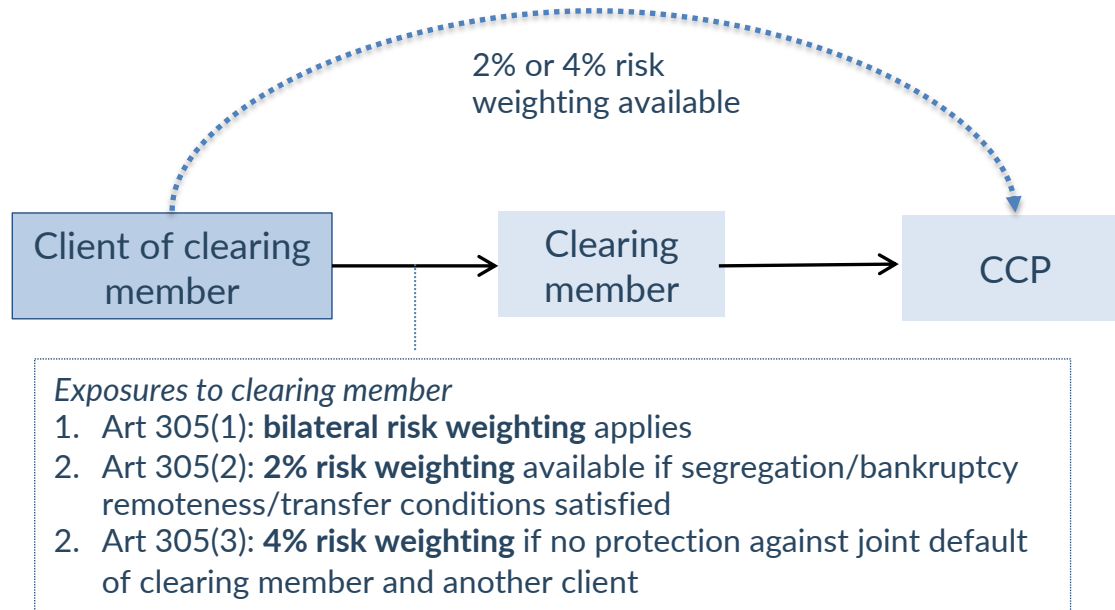 2% or 4% risk
weighting available
Client of clearing
member
Clearing
member
CCP
Exposures to clearing member
1. Art 305(1): bilateral risk weighting applies
2. Art 305(2): 2% risk weighting available if segregation/bankruptcy
remoteness/transfer conditions satisfied
2. Art 305(3): 4% risk weighting if no protection against joint default
of clearing member and another client